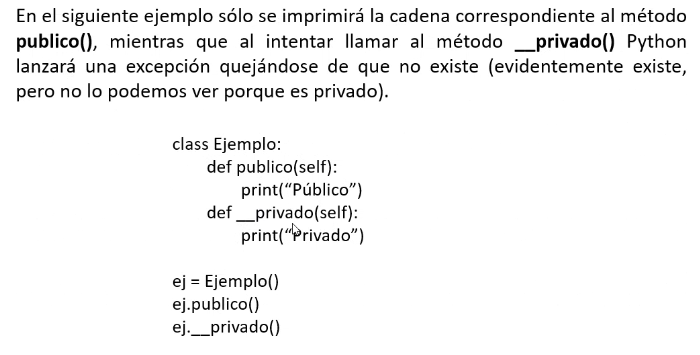 En el siguiente ejemplo sólo se imprimirá la cadena correspondiente al método
publico(), mientras que al intentar llamar al método __privado() Python
lanzará una excepción quejándose de que no existe (evidentemente existe,
pero no lo podemos ver porque es privado).
class Ejemplo:
def publico(self):
print(“Público”)
def __privado(self):
print(“Privado”)
ej = Ejemplo()
ej.publico()
ej.__privado()